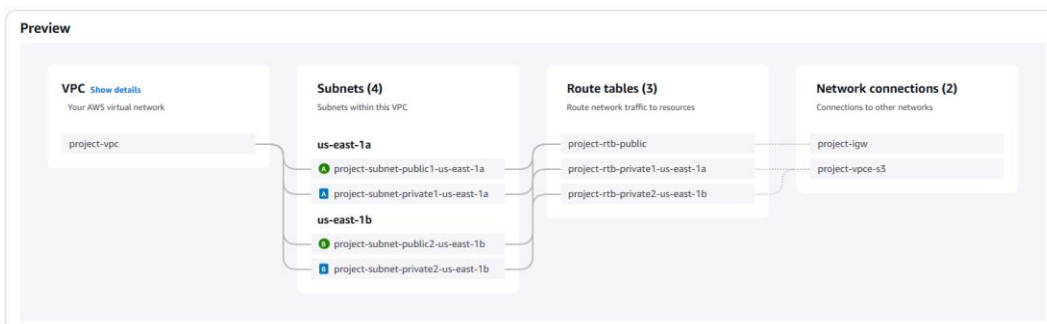 Preview
VPC Show details
Your AWS virtual network
project-vpc
Subnets (4)
Subnets within this VPC
us-east-1a
A project-subnet-public1-us-east-1a
A project-subnet-private1-us-east-1a
us-east-1b
B project-subnet-public2-us-east-1b
B project-subnet-private2-us-east-1b
Route tables (3)
Route network traffic to resources
project-rtb-public
project-rtb-private1-us-east-1a
project-rtb-private2-us-east-1b
Network connections (2)
Connections to other networks
project-igw
project-vpce-s3